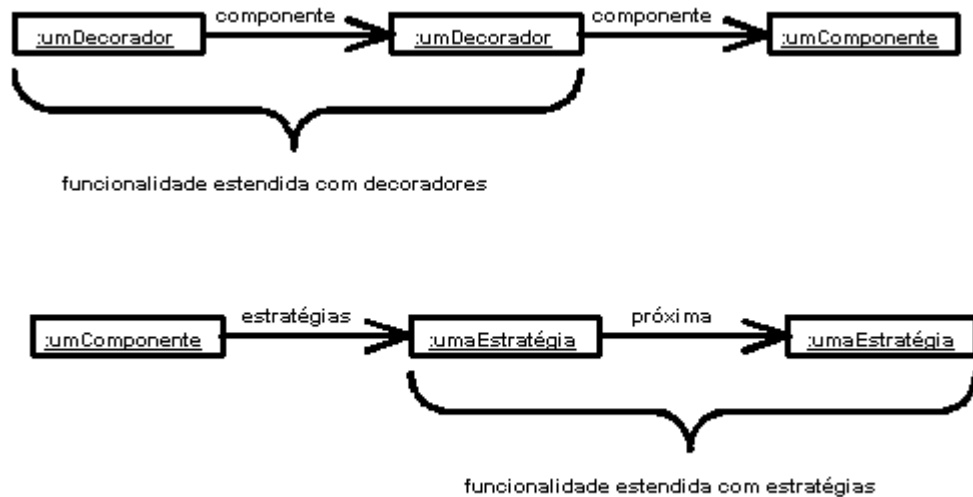 componente
componente
:umDecorador
:umDecorador
:umComponente
funcionalidade estendida com decoradores
estratégias
próxima
:umComponente
:umaEstratégia
:umaEstratégia
funcionalidade estendida com estratégias